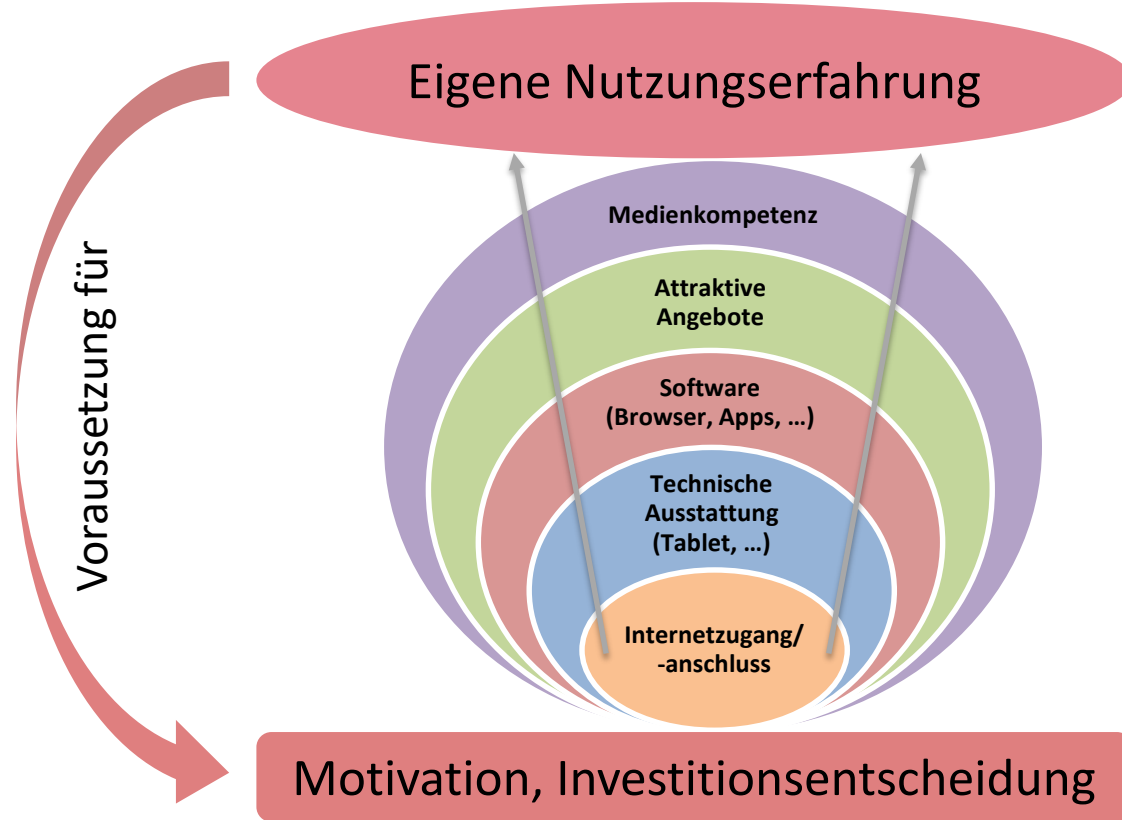 Eigene Nutzungserfahrung
Voraussetzung für
Medienkompetenz
Attraktive
Angebote
Software
(Browser, Apps, …)
Technische
Ausstattung
(Tablet, …)
Internetzugang/
-anschluss
Motivation, Investitionsentscheidung